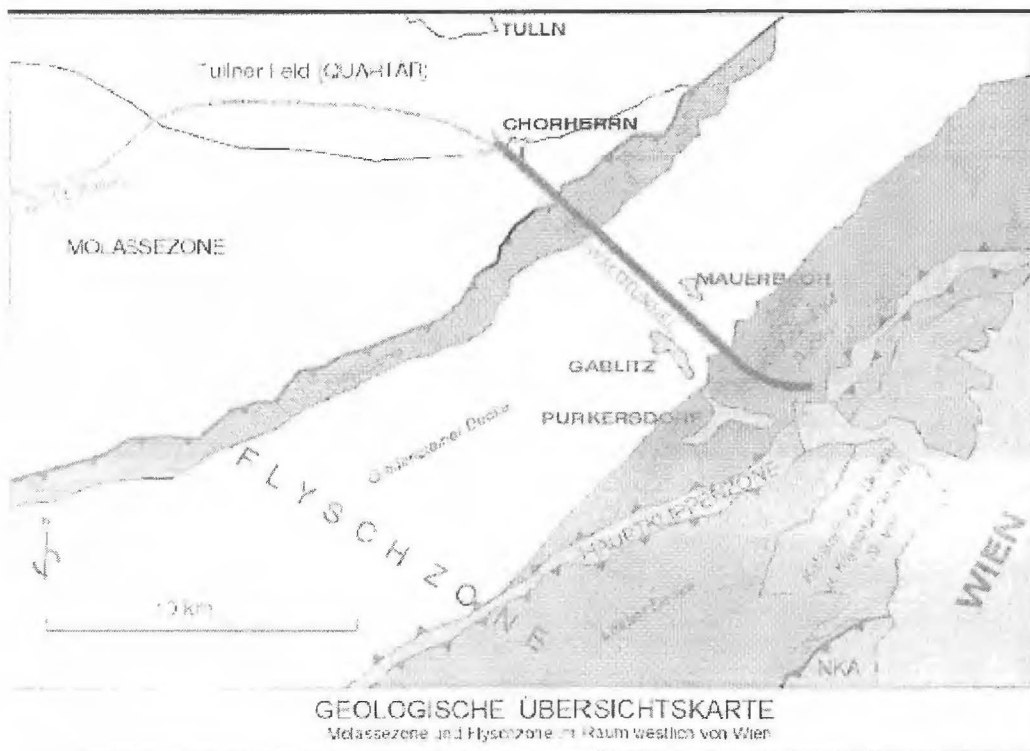 TULLN
Tullner Feld (QUARTÄR)
CHORHERRN
MOLASSEZONE
MAUERBACH
GABLITZ
PURKERSDORF
FLYSCHZONE
HAUPTKLIPPENZONE
WIEN
10 km
NKA
GEOLOGISCHE ÜBERSICHTSKARTE
Molassezone und Flyschzone im Raum westlich von Wien